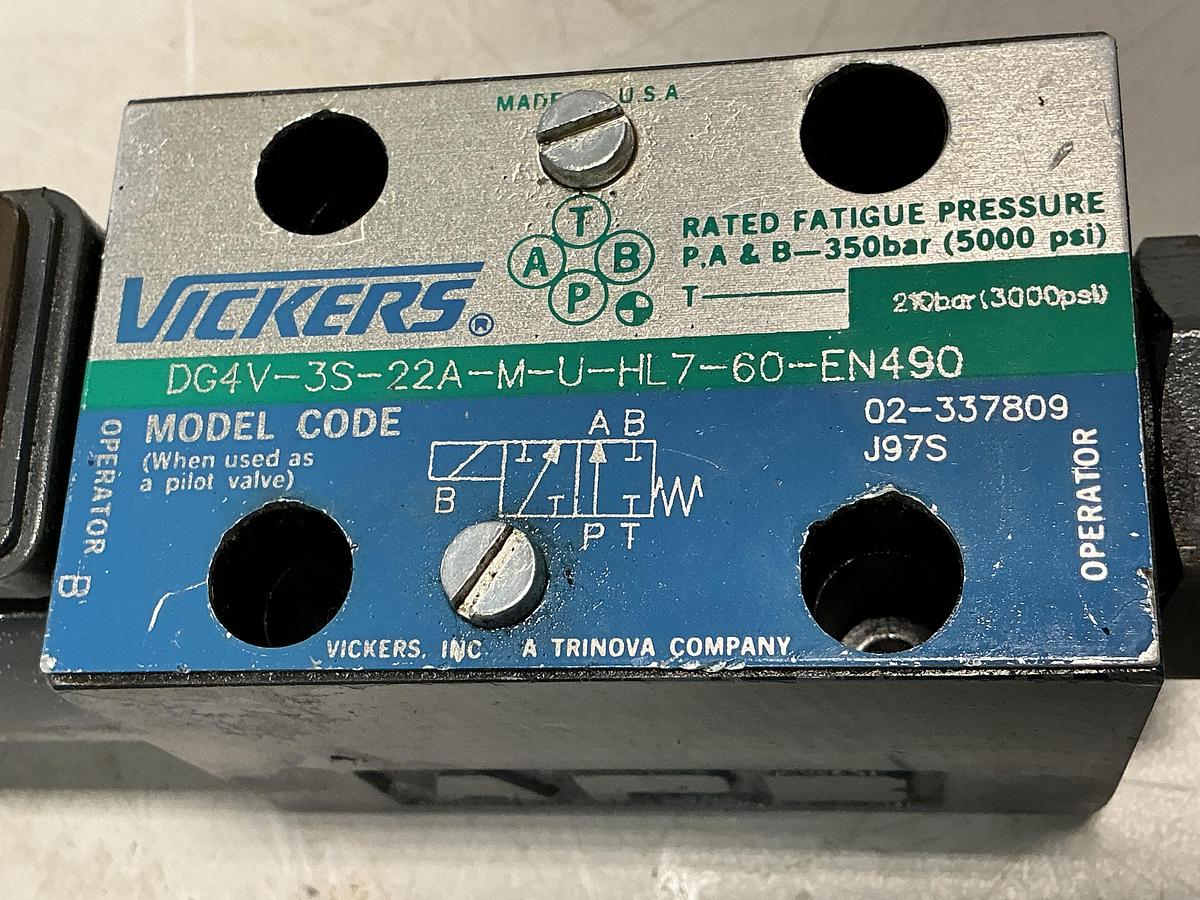 MADE U.S.A
T
A B
P
RATED FATIGUE PRESSURE
P,A & B—350bar (5000 psi)
T 210bar(3000psi)
VICKERS®
DG4V-3S-22A-M-U-HL7-60-EN490
MODEL CODE
(When used as
a pilot valve)
02-337809
J97S
A B
B
P T
OPERATOR B
OPERATOR
VICKERS, INC A TRINOVA COMPANY